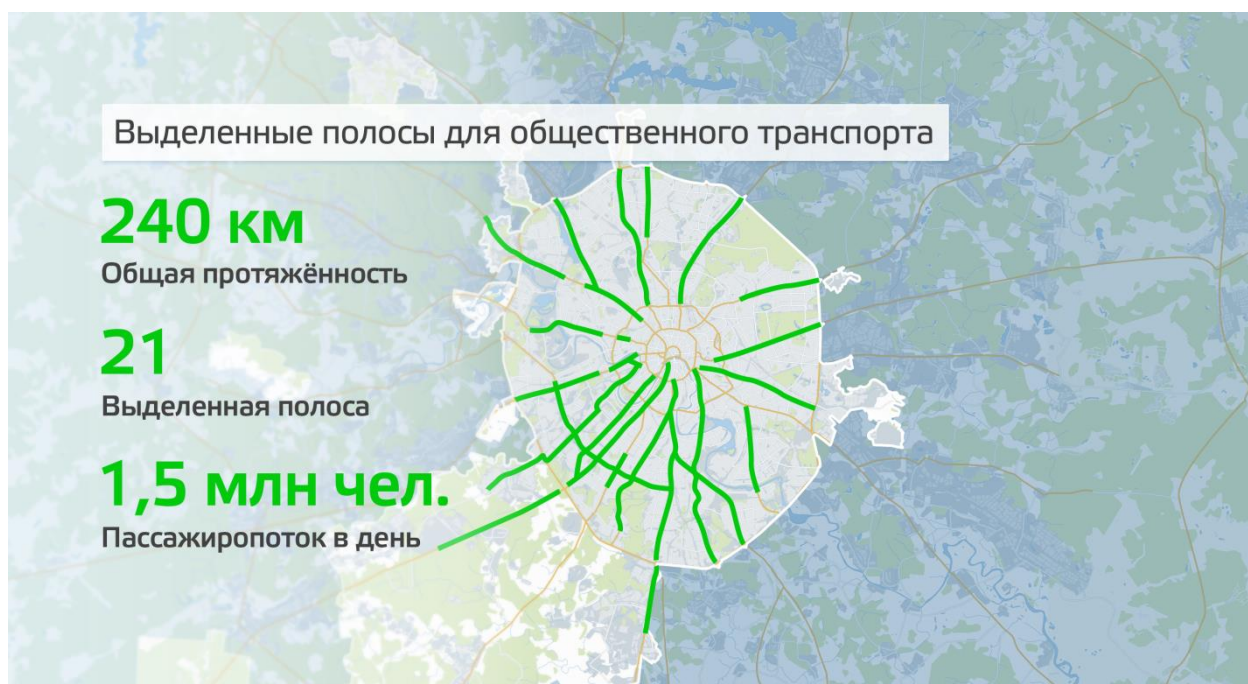 Выделенные полосы для общественного транспорта
240 км
Общая протяжённость
21
Выделенная полоса
1,5 млн чел.
Пассажиропоток в день